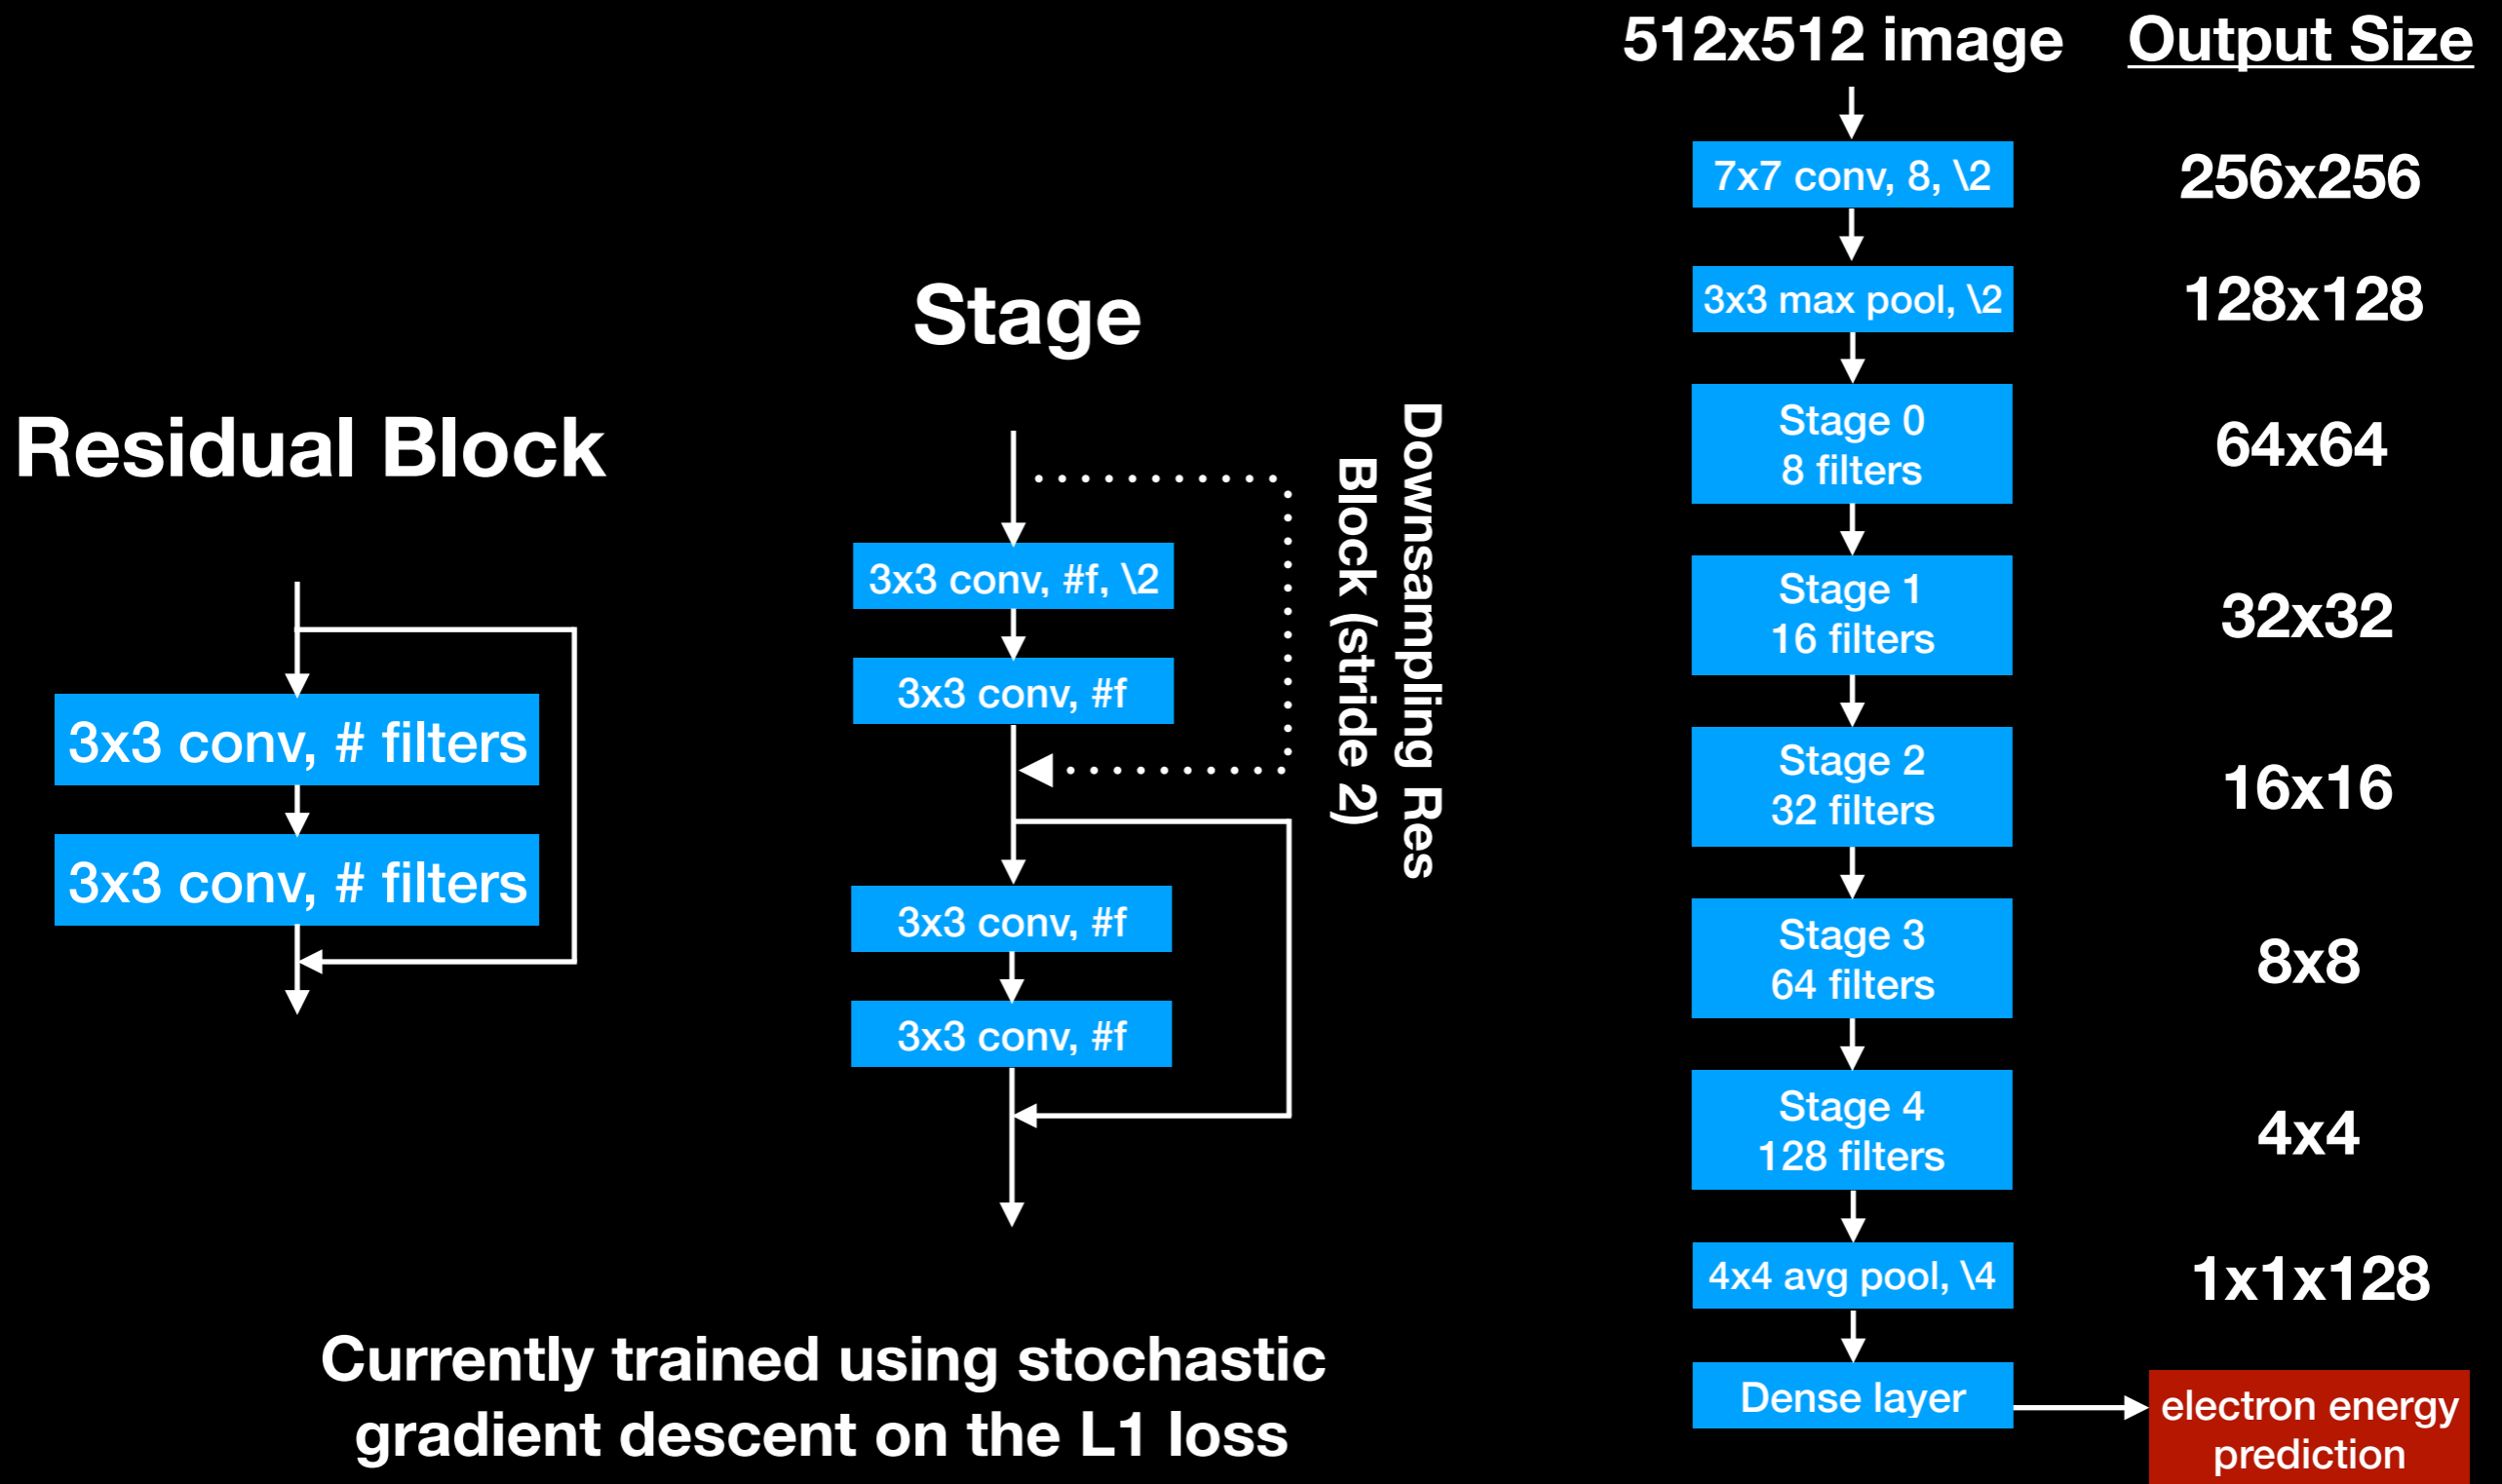 Residual Block
3x3 conv, # filters
3x3 conv, # filters
Stage
3x3 conv, #f, \2
3x3 conv, #f
3x3 conv, #f
3x3 conv, #f
Downsampling Res
Block (stride 2)
Currently trained using stochastic
gradient descent on the L1 loss
512x512 image
Output Size
7x7 conv, 8, \2
256x256
3x3 max pool, \2
128x128
Stage 0
8 filters
64x64
Stage 1
16 filters
32x32
Stage 2
32 filters
16x16
Stage 3
64 filters
8x8
Stage 4
128 filters
4x4
4x4 avg pool, \4
1x1x128
Dense layer
electron energy
prediction